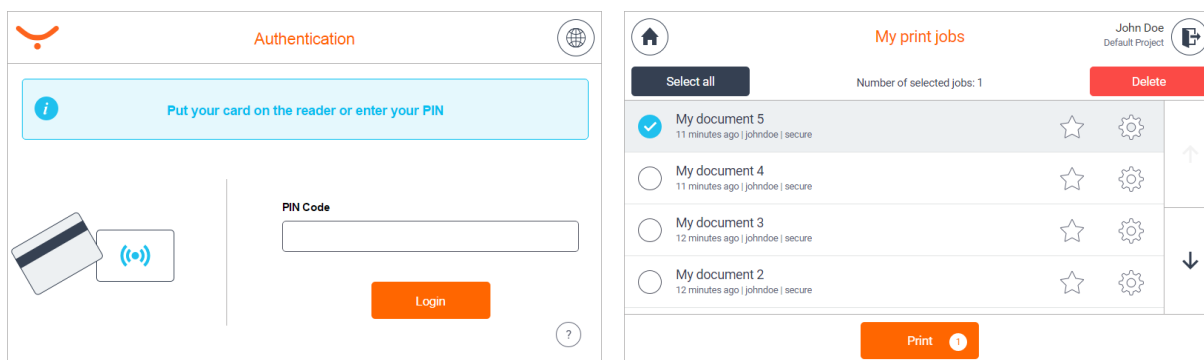 Authentication
i
Put your card on the reader or enter your PIN
PIN Code
Login
?
My print jobs
John Doe
Default Project
Select all
Number of selected jobs: 1
Delete
My document 5
11 minutes ago | johndoe | secure
My document 4
11 minutes ago | johndoe | secure
My document 3
12 minutes ago | johndoe | secure
My document 2
12 minutes ago | johndoe | secure
Print 1